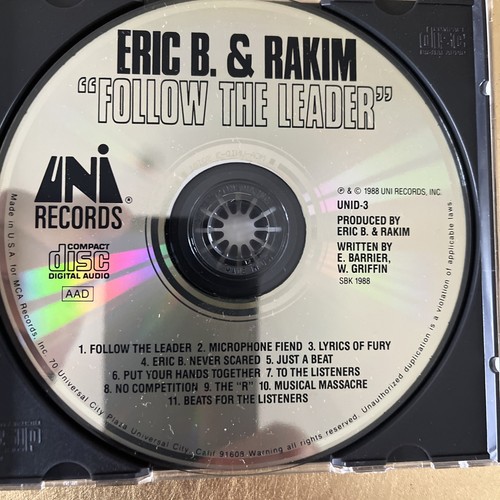 ERIC B. & RAKIM
"FOLLOW THE LEADER"
UNI
RECORDS®
COMPACT
disc
DIGITAL AUDIO
AAD
℗ & © 1988 UNI RECORDS, INC.
UNID-3
PRODUCED BY
ERIC B. & RAKIM
WRITTEN BY
E. BARRIER,
W. GRIFFIN
SBK 1988
1. FOLLOW THE LEADER 2. MICROPHONE FIEND 3. LYRICS OF FURY
4. ERIC B. NEVER SCARED 5. JUST A BEAT
6. PUT YOUR HANDS TOGETHER 7. TO THE LISTENERS
8. NO COMPETITION 9. THE "R" 10. MUSICAL MASSACRE
11. BEATS FOR THE LISTENERS
Made in U.S.A. for MCA Records, Inc. 70 Universal City Plaza Universal City, Calif 91608 Warning all rights reserved. Unauthorized duplication is a violation of applicable laws
COMPACT
disc